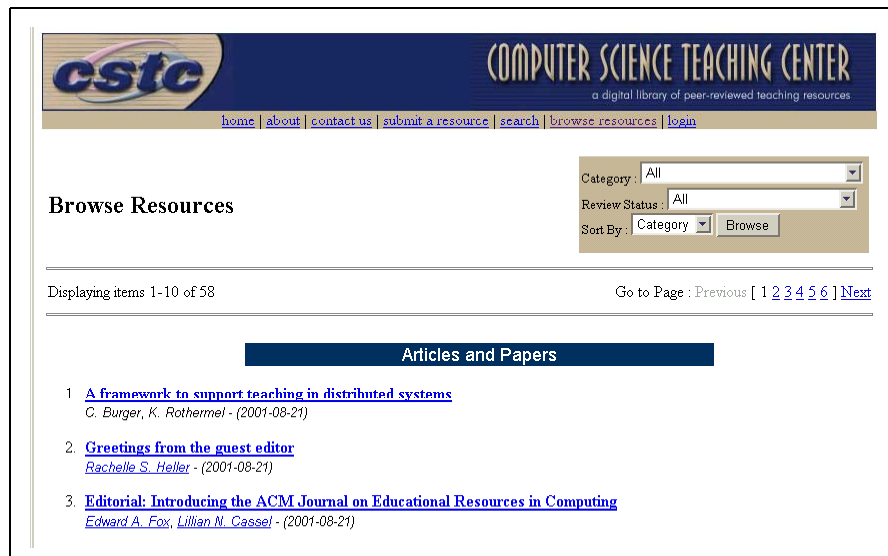 cstc
COMPUTER SCIENCE TEACHING CENTER
a digital library of peer-reviewed teaching resources
home | about | contact us | submit a resource | search | browse resources | login
Browse Resources
Category : All
Review Status : All
Sort By : Category Browse
Displaying items 1-10 of 58 Go to Page : Previous [ 1 2 3 4 5 6 ] Next
Articles and Papers
1 A framework to support teaching in distributed systems
C. Burger, K. Rothermel - (2001-08-21)
2. Greetings from the guest editor
Rachelle S. Heller - (2001-08-21)
3. Editorial: Introducing the ACM Journal on Educational Resources in Computing
Edward A. Fox, Lillian N. Cassel - (2001-08-21)